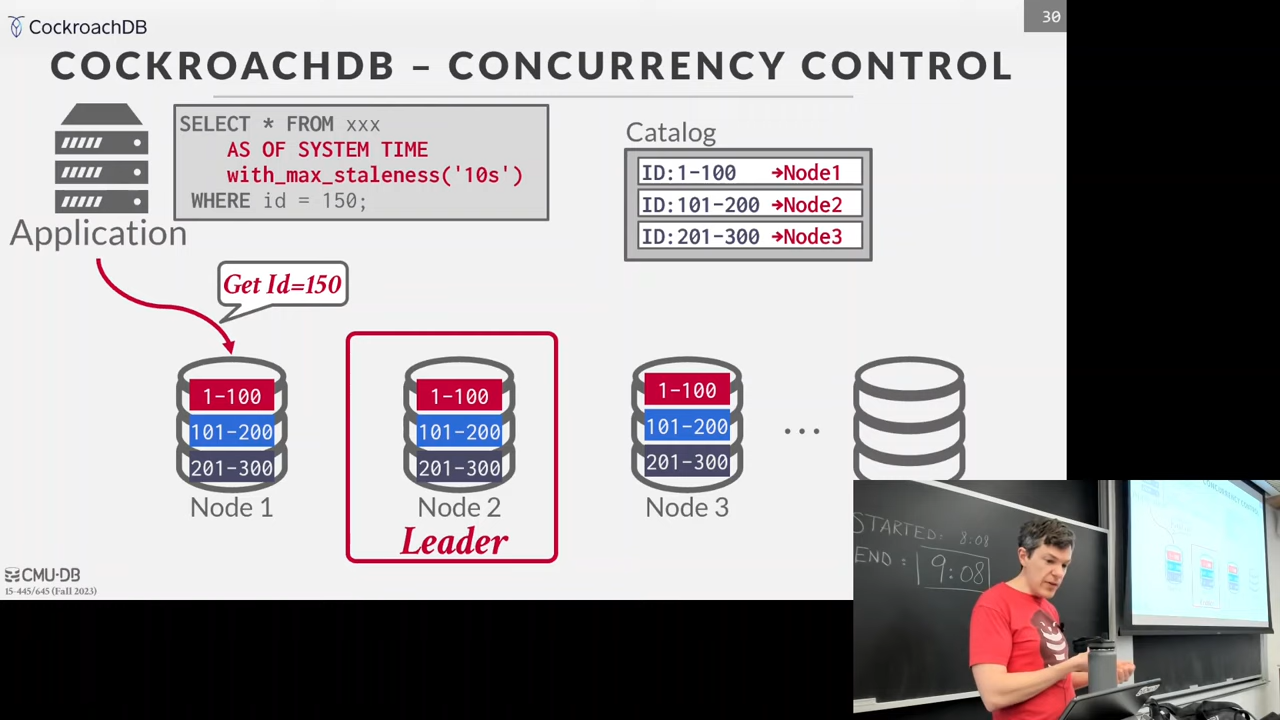 CockroachDB
30
COCKROACHDB – CONCURRENCY CONTROL
SELECT * FROM xxx
AS OF SYSTEM TIME
with_max_staleness('10s')
WHERE id = 150;
Application
Catalog
ID:1-100 →Node1
ID:101-200 →Node2
ID:201-300 →Node3
Get Id=150
1-100
101-200
201-300
Node 1
1-100
101-200
201-300
Node 2
Leader
1-100
101-200
201-300
Node 3
...
CMU·DB
15-445/645 (Fall 2023)
STARTED: 8:08
END: 9:08
CONCURRENCY CONTROL